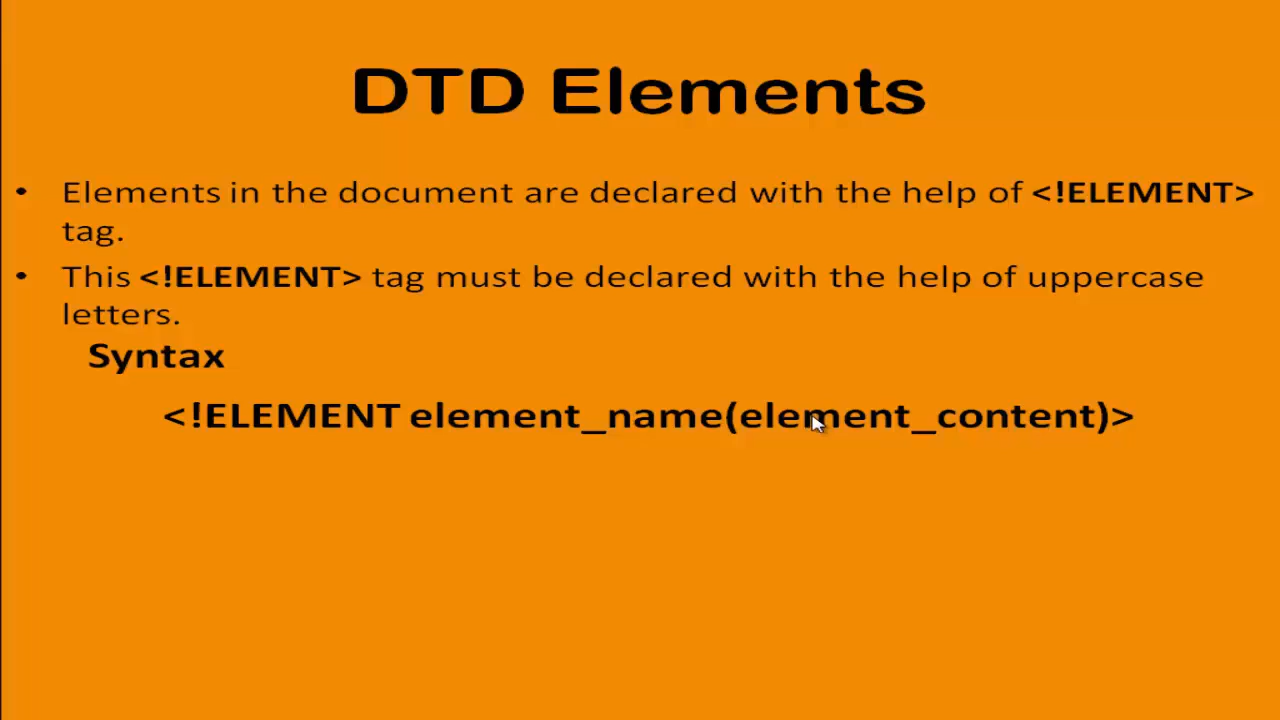 DTD Elements
• Elements in the document are declared with the help of <!ELEMENT>
tag.
• This <!ELEMENT> tag must be declared with the help of uppercase
letters.
Syntax
<!ELEMENT element_name(element_content)>